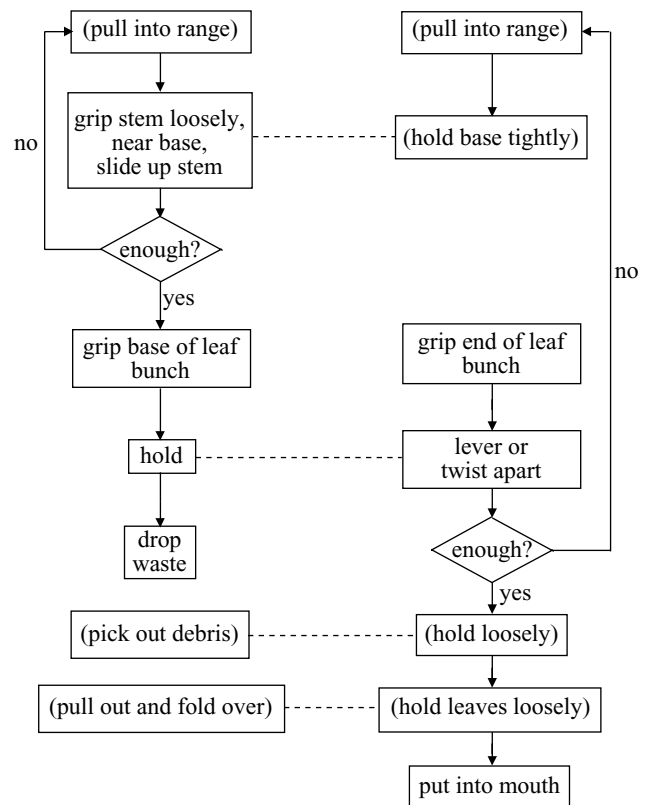 (pull into range)
(pull into range)
grip stem loosely,
near base,
slide up stem
(hold base tightly)
no
enough?
no
yes
grip base of leaf
bunch
grip end of leaf
bunch
hold
lever or
twist apart
drop
waste
enough?
yes
(pick out debris)
(hold loosely)
(pull out and fold over)
(hold leaves loosely)
put into mouth